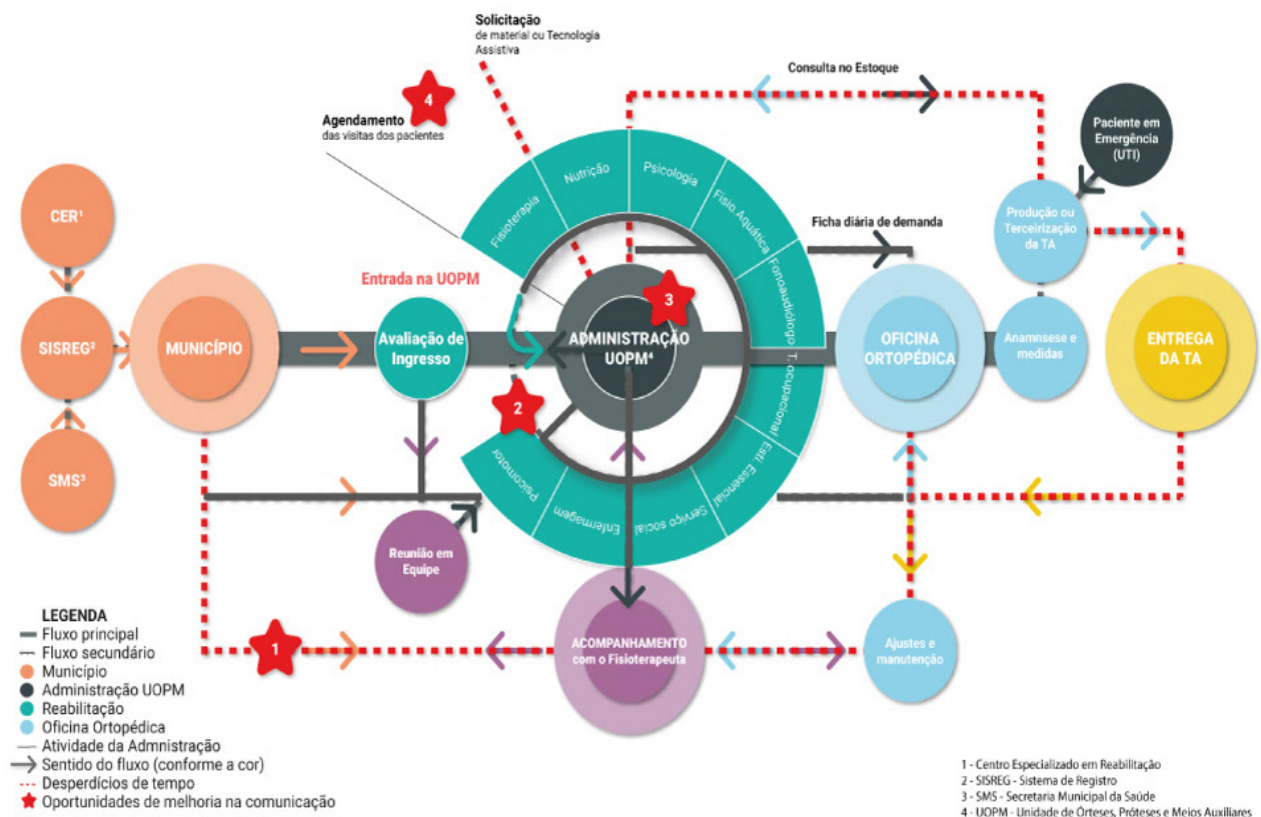 Solicitação
de material ou Tecnologia
Assistiva
4
Agendamento
das visitas dos pacientes
Consulta no Estoque
Paciente em
Emergência
(UTI)
Fisioterapia
Nutrição
Psicologia
Fisio.Aquática
Fonoaudiólogo
T. ocupacional
Estí. Essencial
Serviço social
Enfermagem
Psicomotor
CER¹
SISREG²
SMS³
MUNICÍPIO
Entrada na UOPM
Avaliação de
Ingresso
3
ADMINISTRAÇÃO
UOPM⁴
2
Ficha diária de demanda
Produção ou
Terceirização
da TA
OFICINA
ORTOPÉDICA
Anamnsese e
medidas
ENTREGA
DA TA
Reunião em
Equipe
1
ACOMPANHAMENTO
com o Fisioterapeuta
Ajustes e
manutenção
LEGENDA
Fluxo principal
Fluxo secundário
Município
Administração UOPM
Reabilitação
Oficina Ortopédica
Atividade da Admnistração
Sentido do fluxo (conforme a cor)
Desperdícios de tempo
Oportunidades de melhoria na comunicação
1 - Centro Especializado em Reabilitação
2 - SISREG - Sistema de Registro
3 - SMS - Secretaria Municipal da Saúde
4 - UOPM - Unidade de Órteses, Próteses e Meios Auxiliares